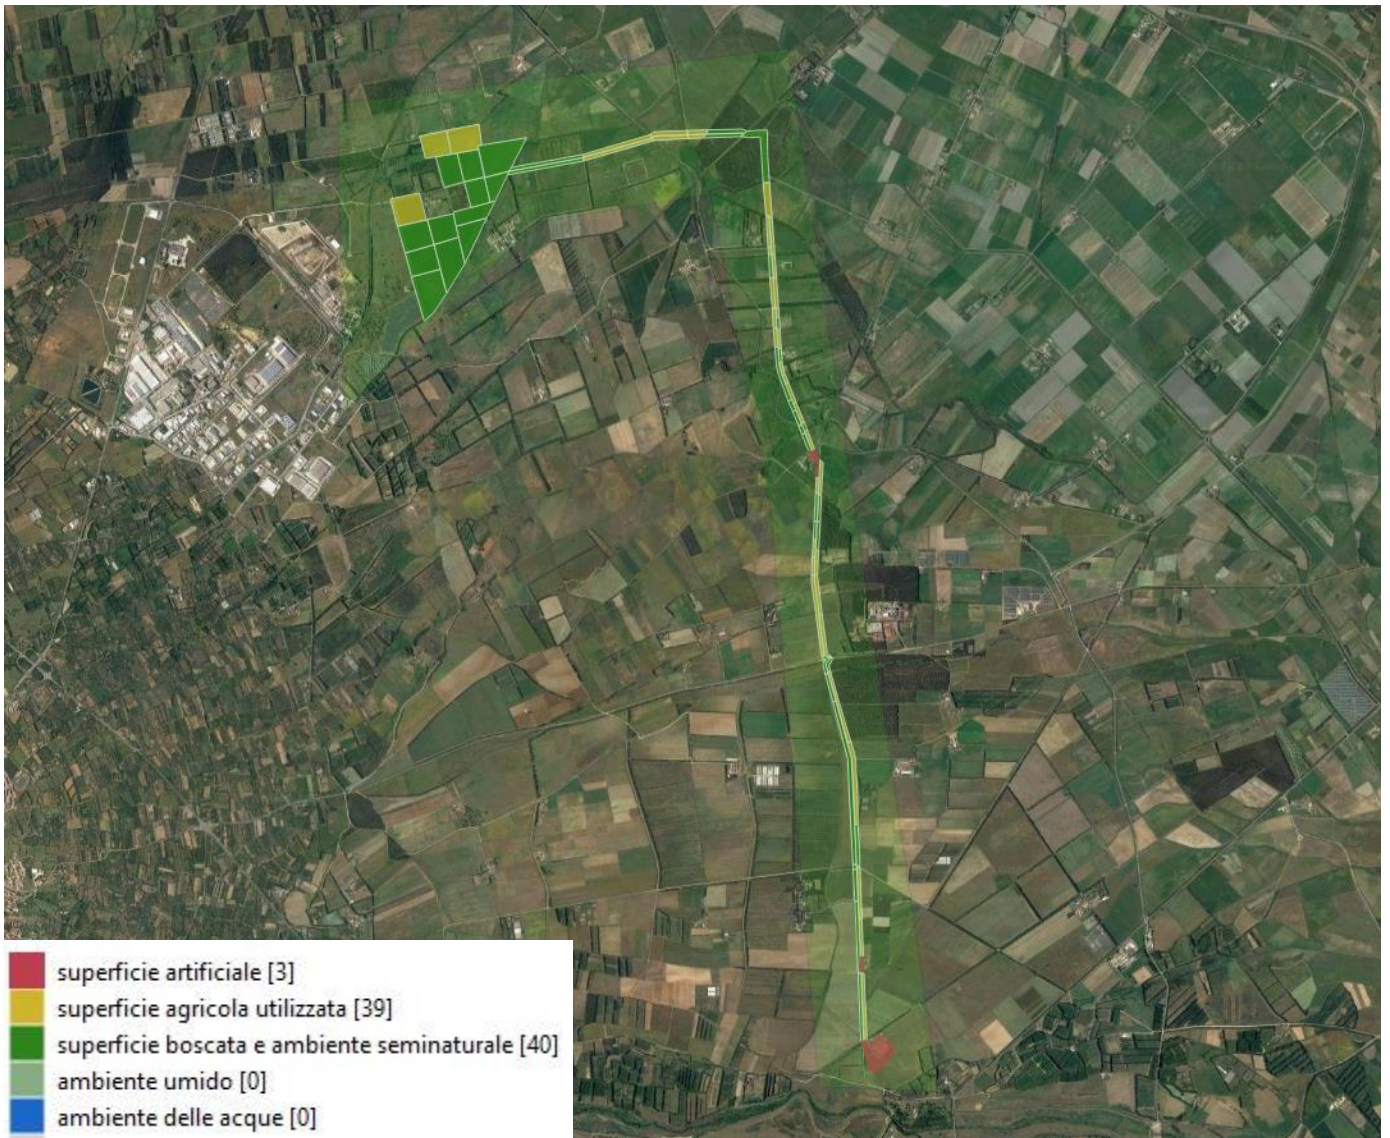 superficie artificiale [3]
superficie agricola utilizzata [39]
superficie boscata e ambiente seminaturale [40]
ambiente umido [0]
ambiente delle acque [0]